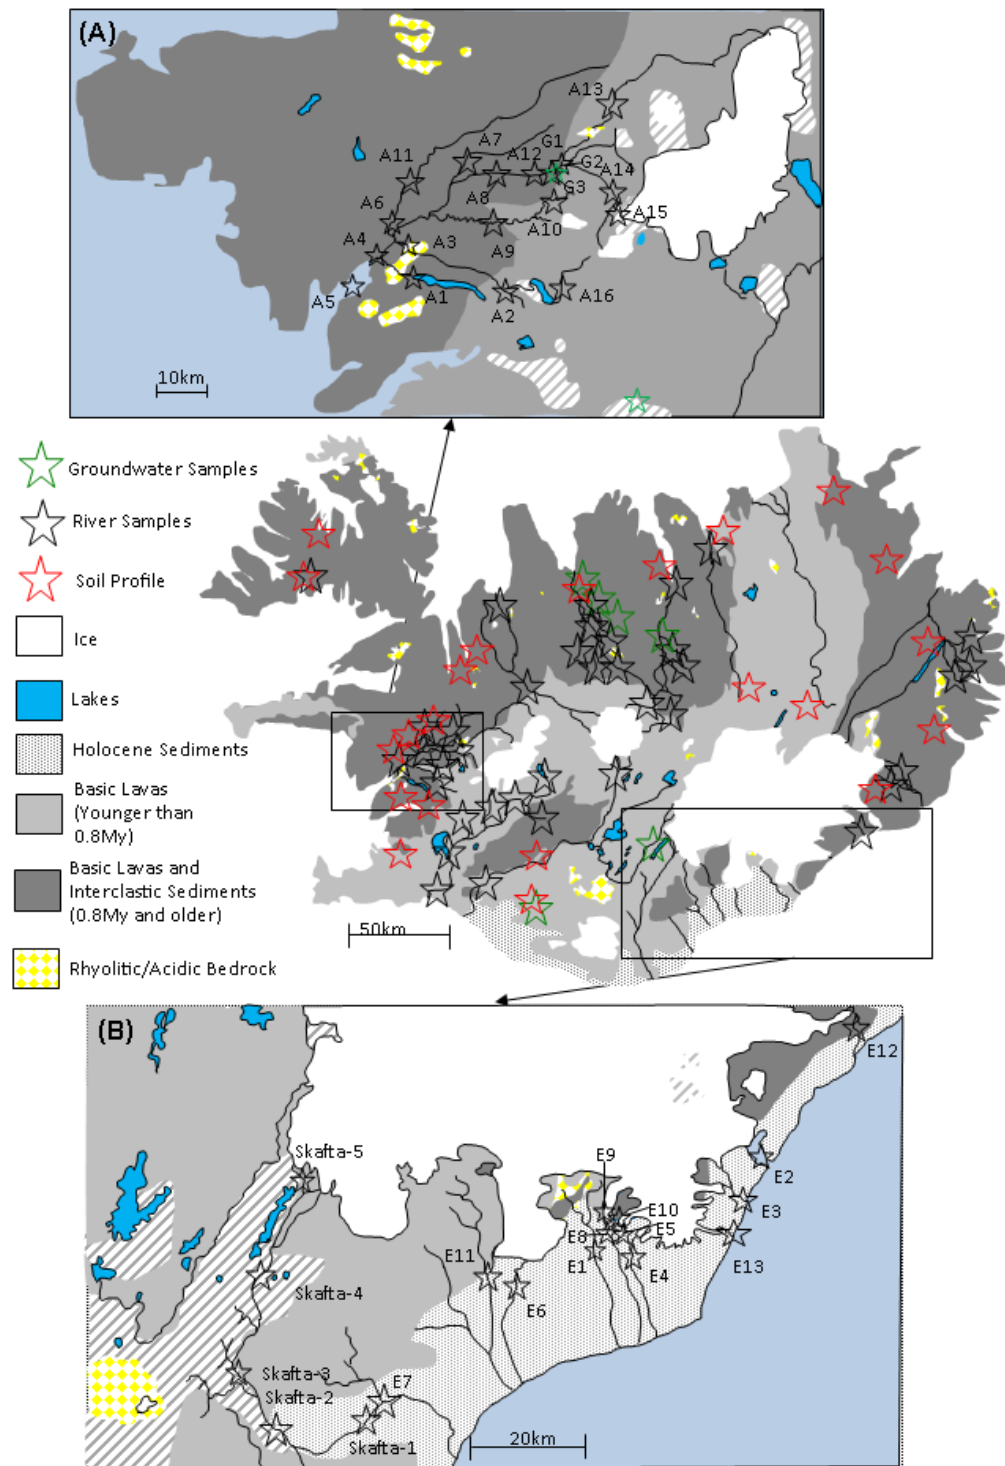 (A)
A13
A7
G1
A12
G2
A11
A14
A8
G3
A6
A15
A10
A3
A9
A4
A5
A1
A16
A2
10km
Groundwater Samples
River Samples
Soil Profile
Ice
Lakes
Holocene Sediments
Basic Lavas
(Younger than
0.8My)
Basic Lavas and
Interclastic Sediments
(0.8My and older)
Rhyolitic/Acidic Bedrock
50km
(B)
E12
Skafta-5
E9
E2
E10
E3
E8
E5
E11
E1
E4
E13
Skafta-4
E6
Skafta-3
Skafta-2
E7
Skafta-1
20km